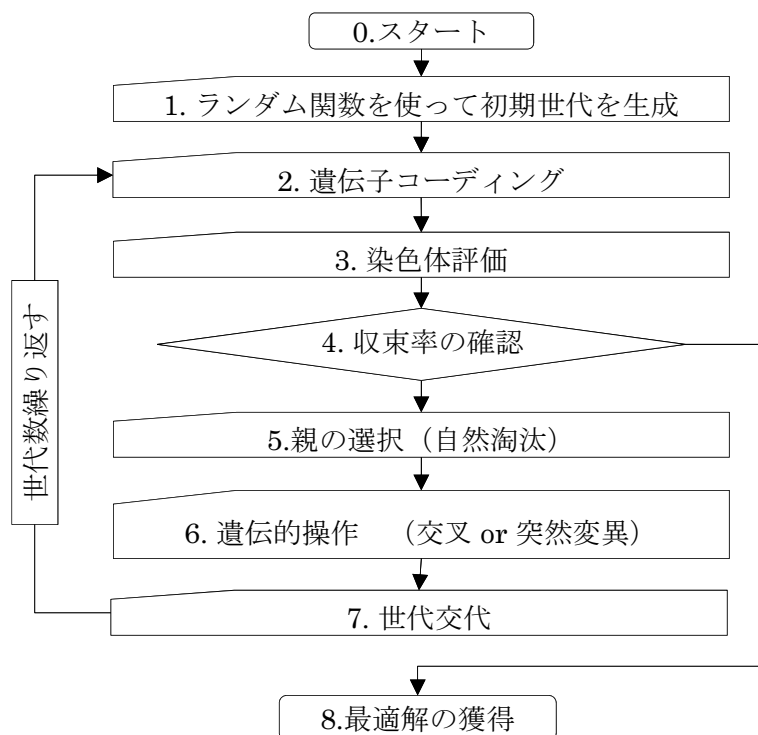 0.スタート
1. ランダム関数を使って初期世代を生成
2. 遺伝子コーディング
3. 染色体評価
4. 収束率の確認
5.親の選択（自然淘汰）
6. 遺伝的操作　（交叉 or 突然変異）
7. 世代交代
世代数繰り返す
8.最適解の獲得